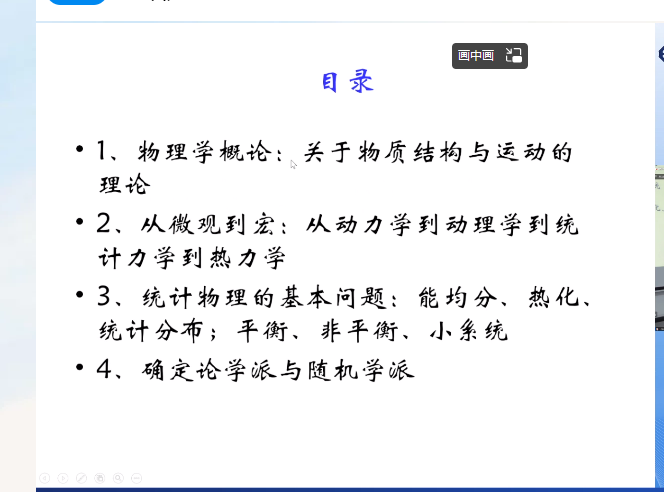 画中画
目录
• 1、物理学概论：关于物质结构与运动的
理论
• 2、从微观到宏：从动力学到动理学到统
计力学到热力学
• 3、统计物理的基本问题：能均分、热化、
统计分布；平衡、非平衡、小系统
• 4、确定论学派与随机学派